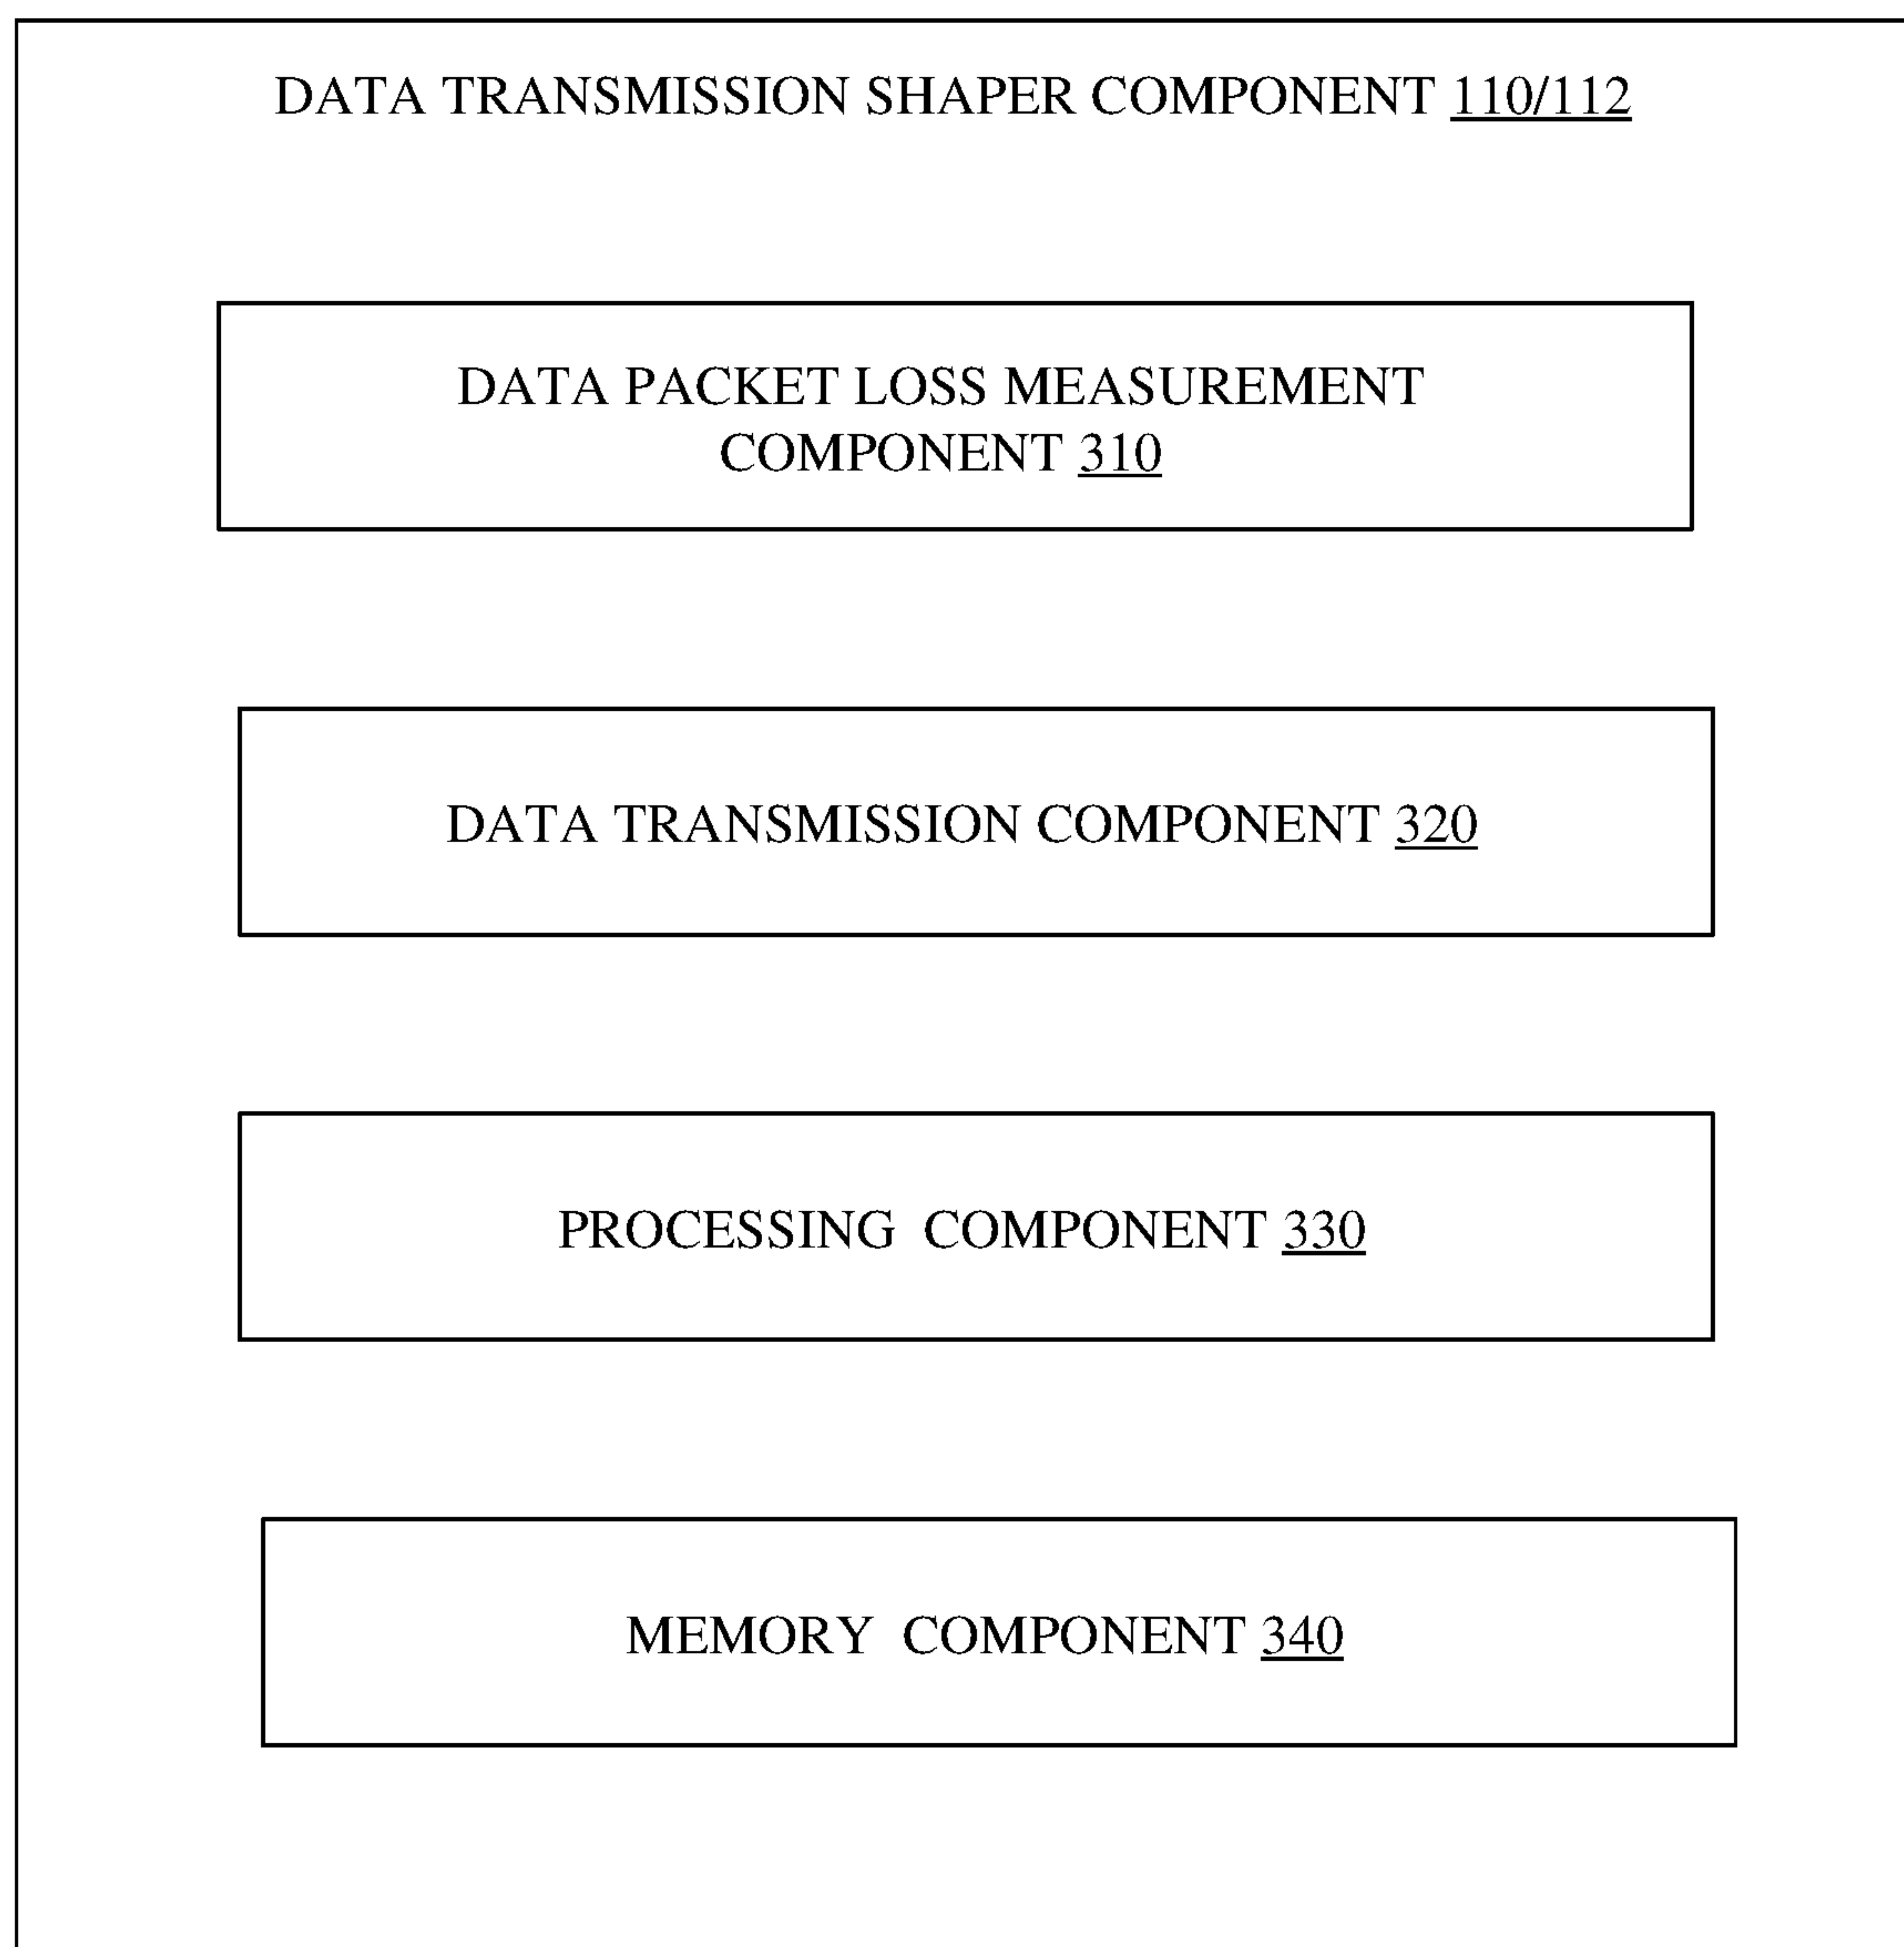 DATA TRANSMISSION SHAPER COMPONENT 110/112
DATA PACKET LOSS MEASUREMENT
COMPONENT 310
DATA TRANSMISSION COMPONENT 320
PROCESSING COMPONENT 330
MEMORY COMPONENT 340